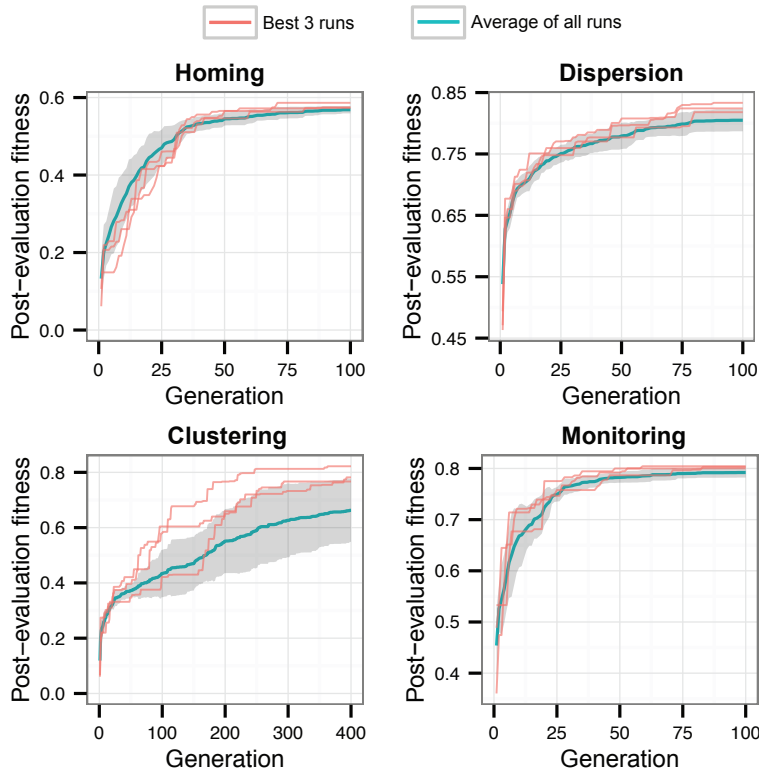 Best 3 runs
Average of all runs
Homing
Post-evaluation fitness
0.6
0.4
0.2
0.0
0 25 50 75 100
Generation
Dispersion
Post-evaluation fitness
0.85
0.75
0.65
0.55
0.45
0 25 50 75 100
Generation
Clustering
Post-evaluation fitness
0.8
0.6
0.4
0.2
0.0
0 100 200 300 400
Generation
Monitoring
Post-evaluation fitness
0.8
0.7
0.6
0.5
0.4
0 25 50 75 100
Generation